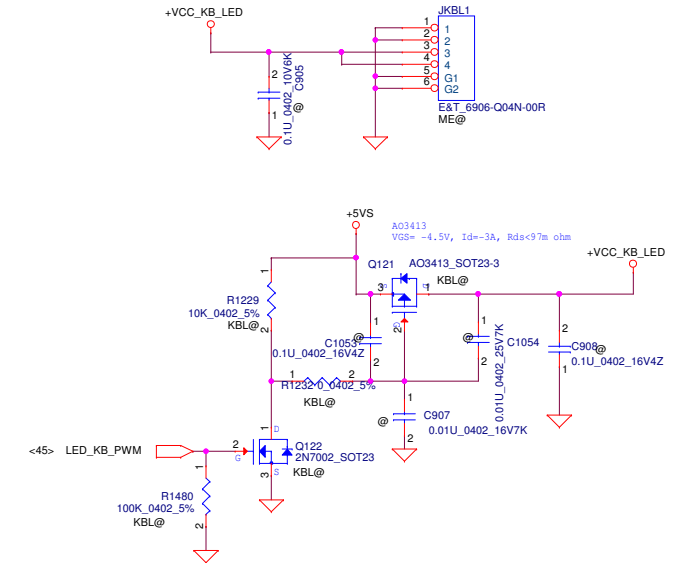 +VCC_KB_LED
JKBL1
1 1
2 2
3 3
4 4
5 G1
6 G2
2
1
0.1U_0402_10V6K
C905
@
E&T_6906-Q04N-00R
ME@
+5VS
AO3413
VGS= -4.5V, Id=-3A, Rds<97m ohm
+VCC_KB_LED
Q121
AO3413_SOT23-3
KBL@
3 S
D 1
G
2
1
R1229
10K_0402_5%
KBL@
2
1
@
C1053
0.1U_0402_16V4Z
2
1
@
C1054
0.01U_0402_25V7K
2
2
C908
@
0.1U_0402_16V4Z
1
1
R1232
0_0402_5%
2
KBL@
1
@
C907
0.01U_0402_16V7K
2
<45> LED_KB_PWM
1 D
2 G
3 S
Q122
2N7002_SOT23
KBL@
1
R1480
100K_0402_5%
KBL@
2